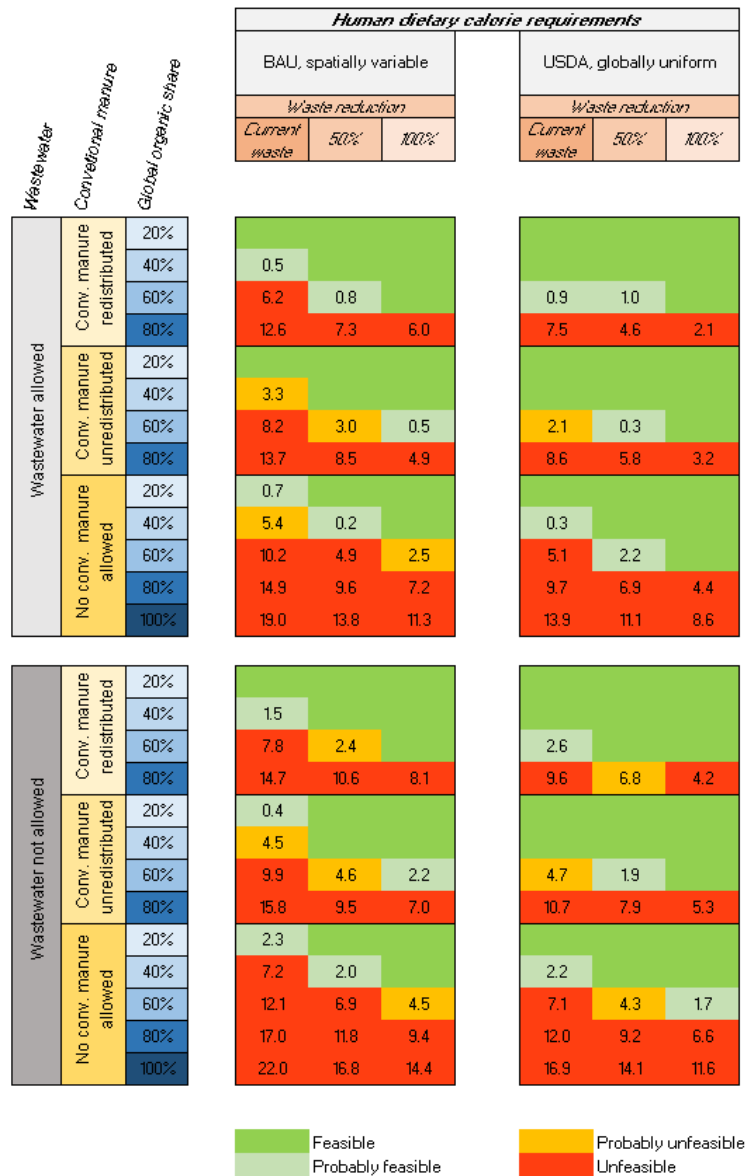 Human dietary calorie requirements
BAU, spatially variable
USDA, globally uniform
Waste reduction
Waste reduction
Current waste 50% 100%
Current waste 50% 100%
Wastewater
Convetional manure
Global organic share
Wastewater allowed
Conv. manure redistributed
20%
40% 0.5
60% 6.2 0.8 0.9 1.0
80% 12.6 7.3 6.0 7.5 4.6 2.1
Conv. manure unredistributed
20%
40% 3.3
60% 8.2 3.0 0.5 2.1 0.3
80% 13.7 8.5 4.9 8.6 5.8 3.2
No conv. manure allowed
20% 0.7
40% 5.4 0.2 0.3
60% 10.2 4.9 2.5 5.1 2.2
80% 14.9 9.6 7.2 9.7 6.9 4.4
100% 19.0 13.8 11.3 13.9 11.1 8.6
Wastewater not allowed
Conv. manure redistributed
20%
40% 1.5
60% 7.8 2.4 2.6
80% 14.7 10.6 8.1 9.6 6.8 4.2
Conv. manure unredistributed
20% 0.4
40% 4.5
60% 9.9 4.6 2.2 4.7 1.9
80% 15.8 9.5 7.0 10.7 7.9 5.3
No conv. manure allowed
20% 2.3
40% 7.2 2.0 2.2
60% 12.1 6.9 4.5 7.1 4.3 1.7
80% 17.0 11.8 9.4 12.0 9.2 6.6
100% 22.0 16.8 14.4 16.9 14.1 11.6
Feasible
Probably unfeasible
Probably feasible
Unfeasible